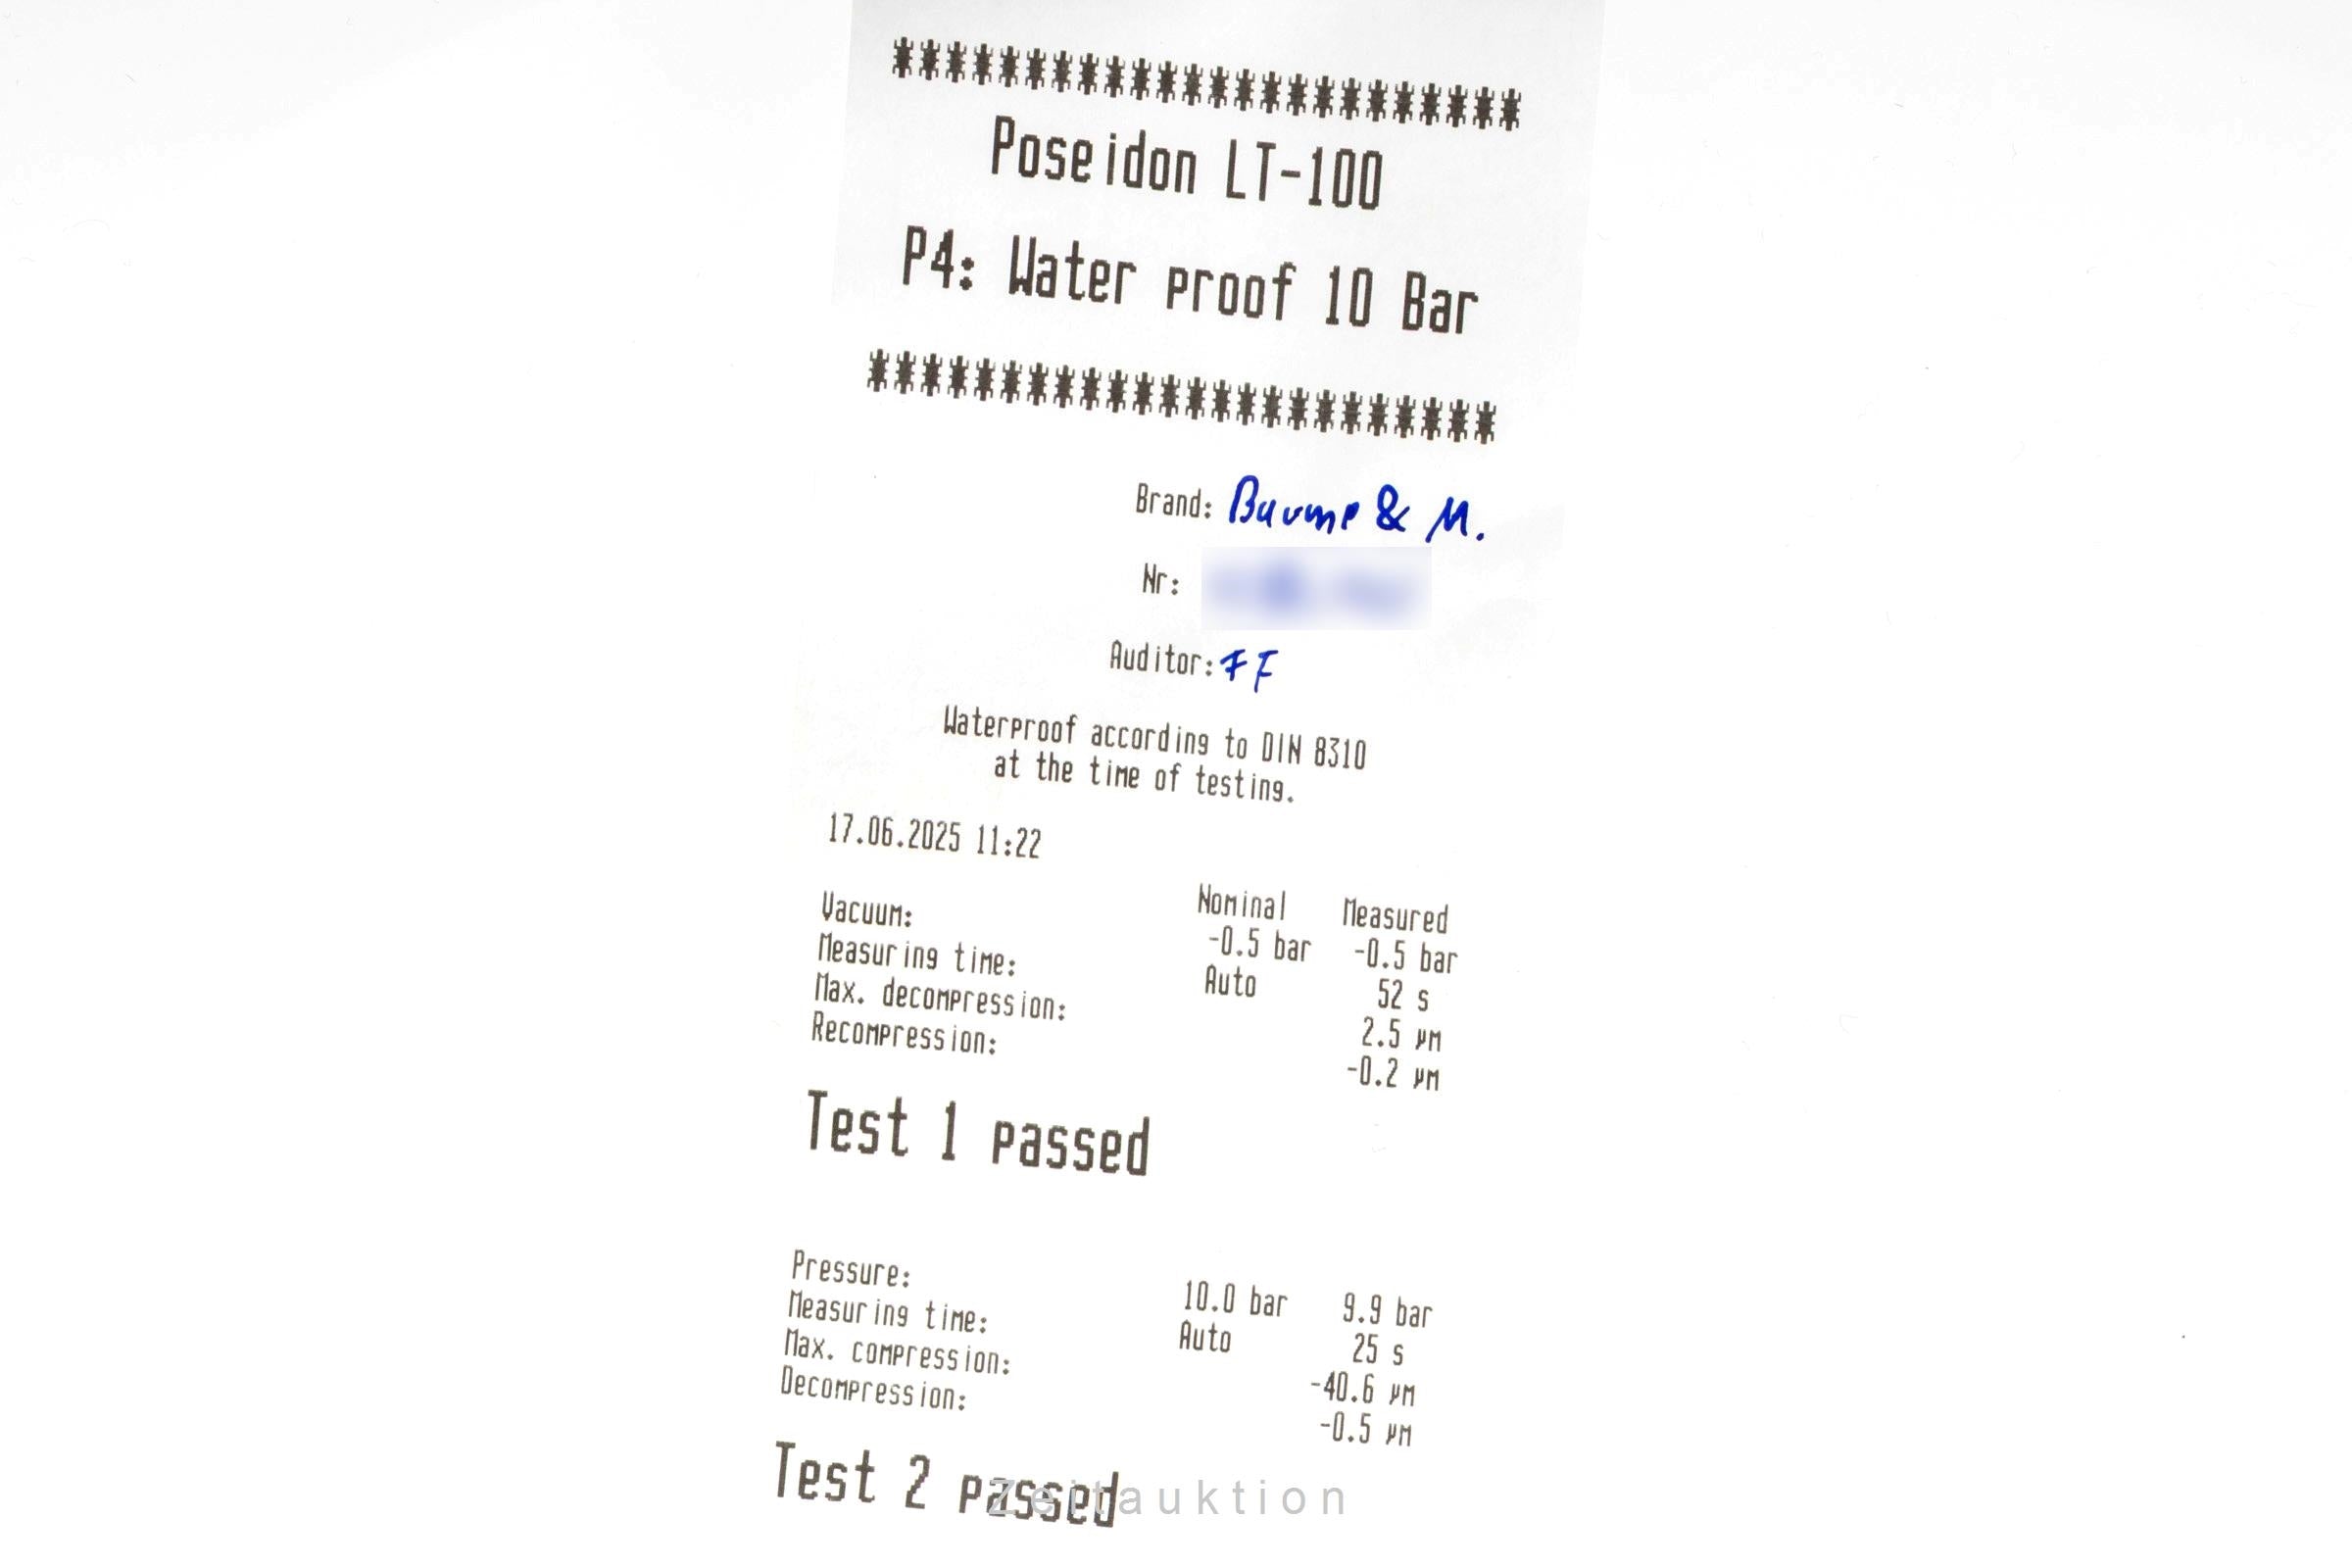 ************************
Poseidon LT-100
P4: Water proof 10 Bar
************************
Brand: Baume & M.
Nr:
Auditor: FF
Waterproof according to DIN 8310
at the time of testing.
17.06.2025 11:22
Nominal Measured
Vacuum: -0.5 bar -0.5 bar
Measuring time: Auto 52 s
Max. decompression: 2.5 µm
Recompression: -0.2 µm
Test 1 passed
Pressure: 10.0 bar 9.9 bar
Measuring time: Auto 25 s
Max. compression: -40.6 µm
Decompression: -0.5 µm
Test 2 passed
Zeitauktion